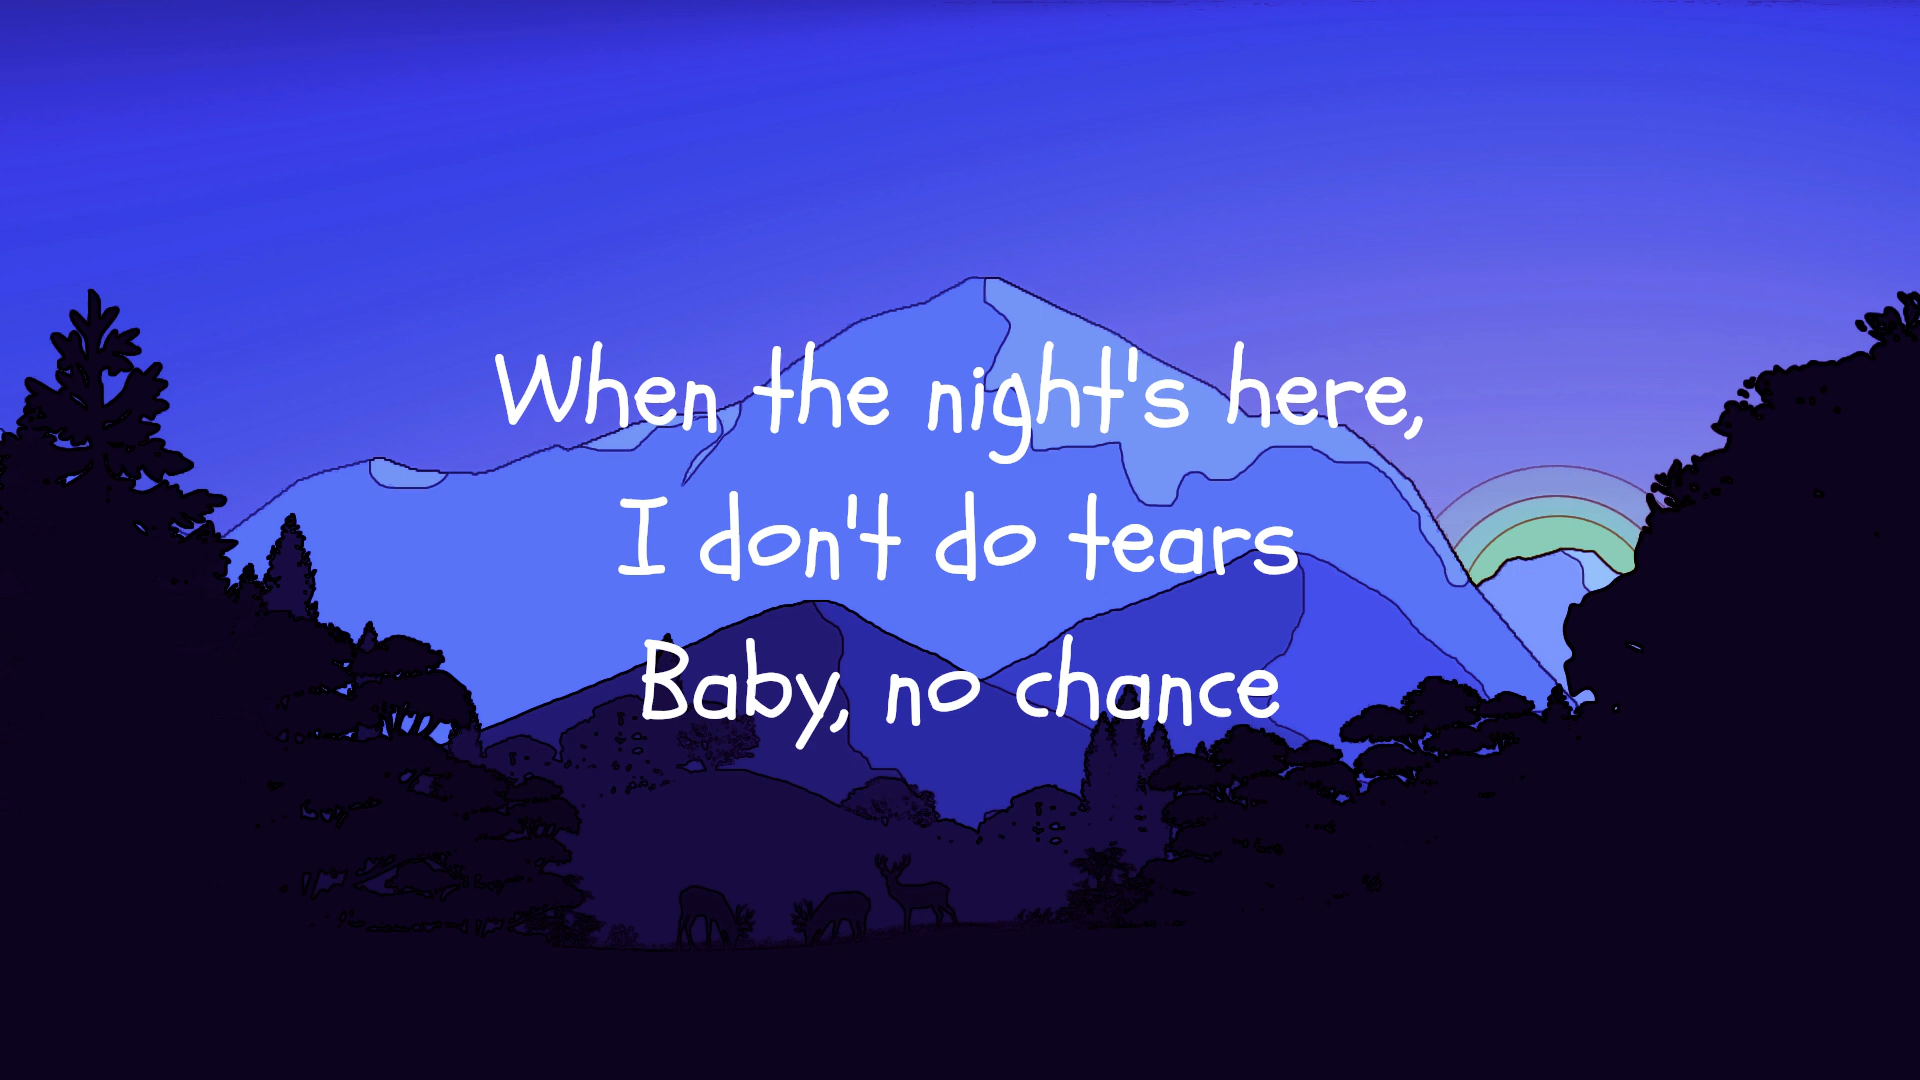 When the night's here,
I don't do tears
Baby, no chance